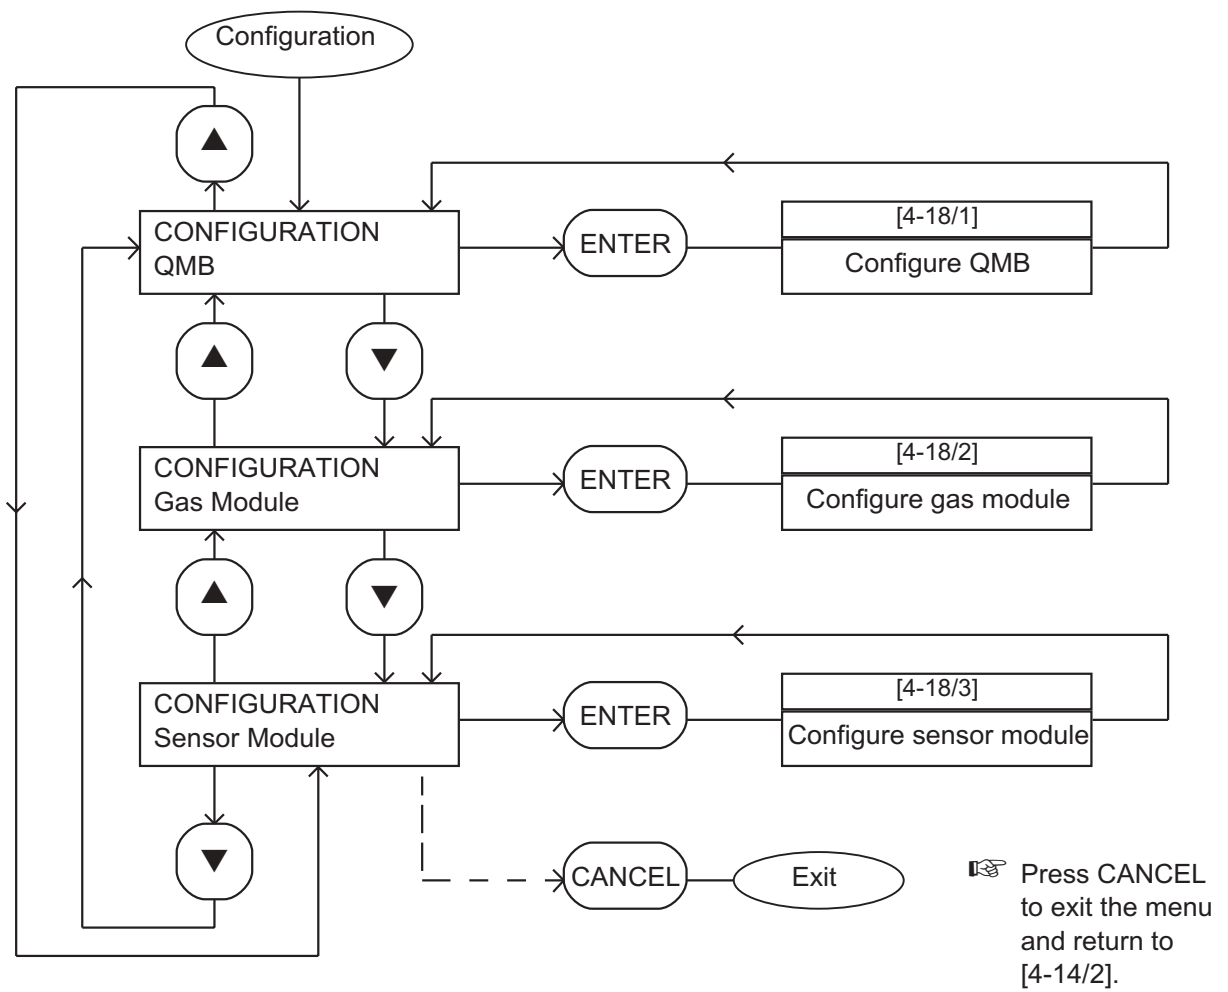 Configuration
CONFIGURATION
QMB
ENTER
[4-18/1]
Configure QMB
CONFIGURATION
Gas Module
ENTER
[4-18/2]
Configure gas module
CONFIGURATION
Sensor Module
ENTER
[4-18/3]
Configure sensor module
CANCEL
Exit
Press CANCEL
to exit the menu
and return to
[4-14/2].